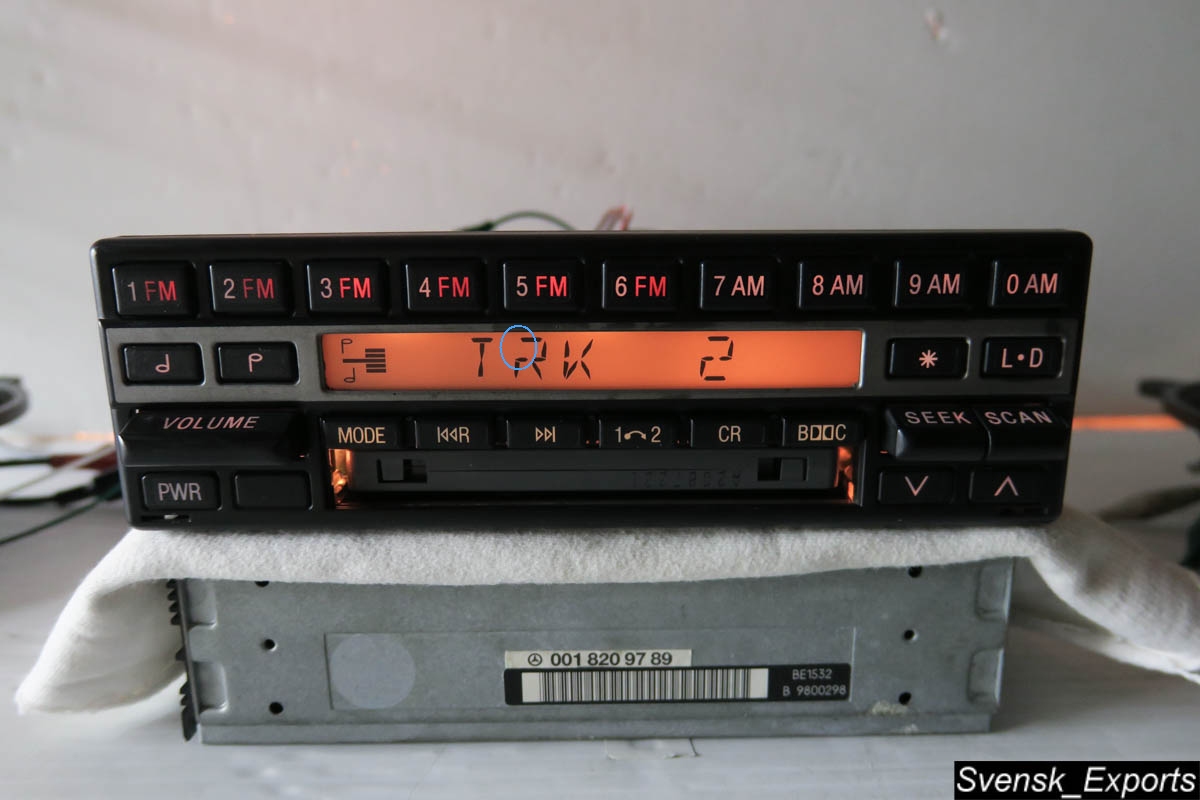 1 FM 2 FM 3 FM 4 FM 5 FM 6 FM 7 AM 8 AM 9 AM 0 AM
P TRK 2 L•D
VOLUME SEEK SCAN
MODE R 1 2 CR B C
PWR
001 820 97 89
BE1532
B 9800298
Svensk_Exports